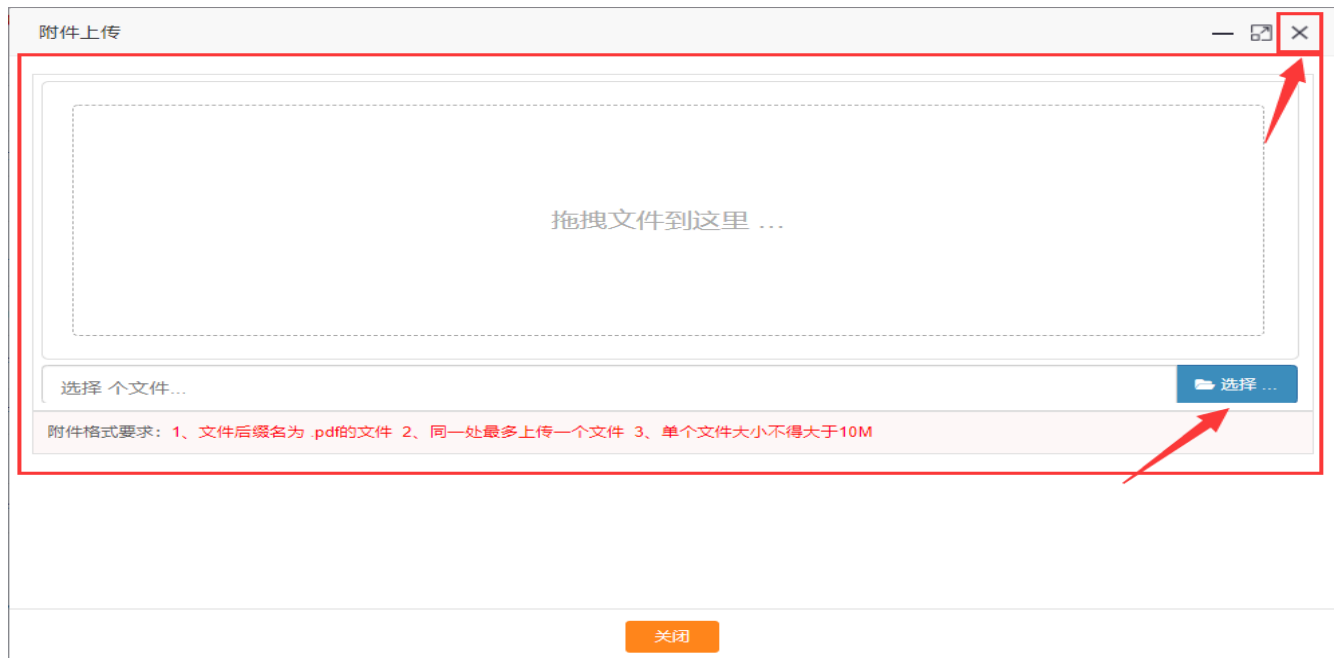 附件上传
拖拽文件到这里 ...
选择 个文件...
选择 ...
附件格式要求：1、文件后缀名为 .pdf的文件 2、同一处最多上传一个文件 3、单个文件大小不得大于10M
关闭